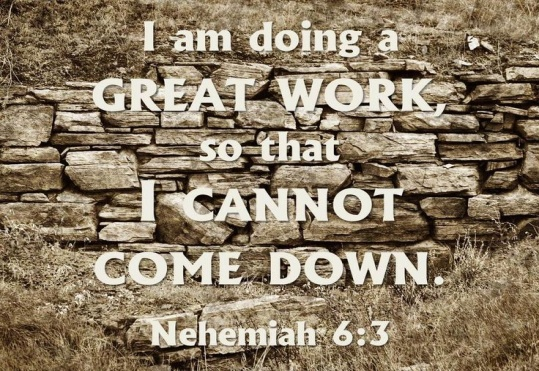 I am doing a
GREAT WORK,
so that
I CANNOT
COME DOWN.
Nehemiah 6:3